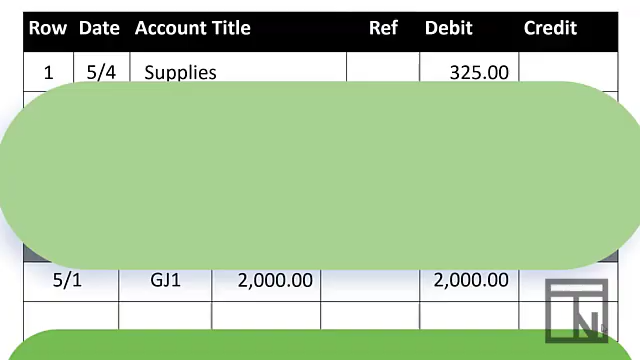 Row Date Account Title Ref Debit Credit
1 5/4 Supplies 325.00
5/1 GJ1 2,000.00 2,000.00
TN